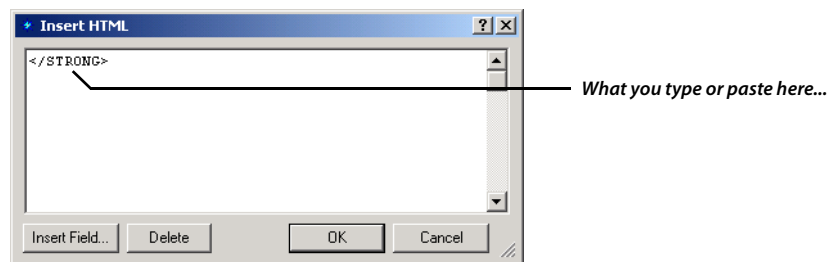 Insert HTML
</STRONG>
What you type or paste here...
Insert Field... Delete OK Cancel